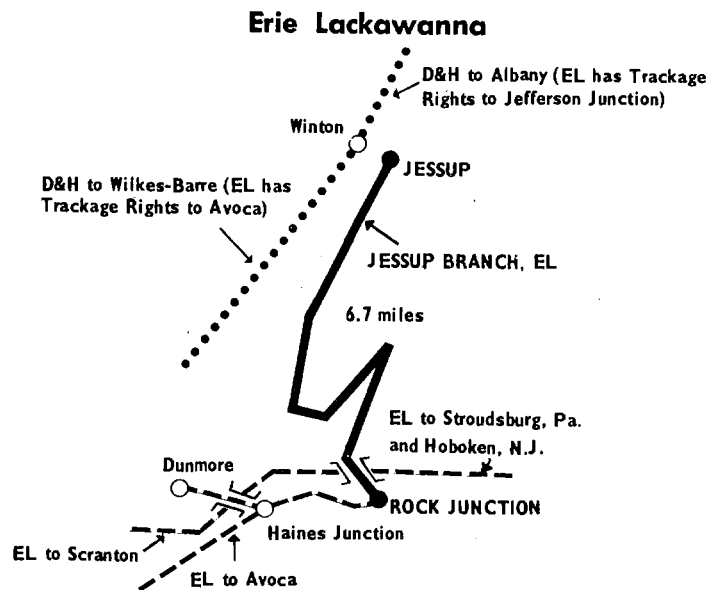 Erie Lackawanna
D&H to Albany (EL has Trackage
Rights to Jefferson Junction)
Winton
JESSUP
D&H to Wilkes-Barre (EL has
Trackage Rights to Avoca)
JESSUP BRANCH, EL
6.7 miles
EL to Stroudsburg, Pa.
and Hoboken, N.J.
Dunmore
ROCK JUNCTION
Haines Junction
EL to Scranton
EL to Avoca